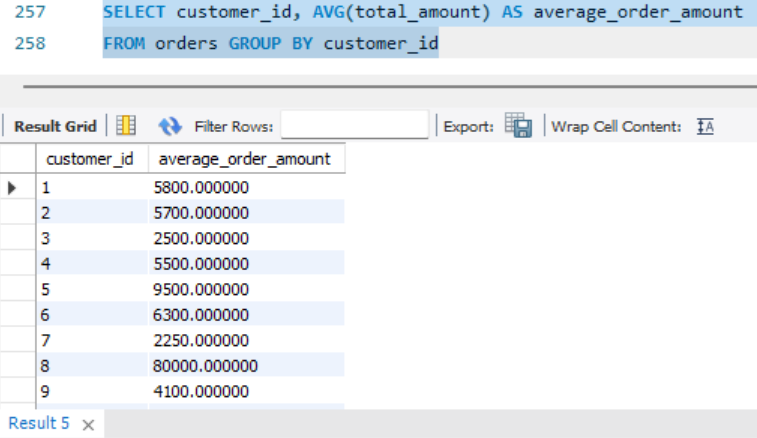 257 SELECT customer_id, AVG(total_amount) AS average_order_amount
258 FROM orders GROUP BY customer_id
Result Grid Filter Rows: Export: Wrap Cell Content: IA
customer_id average_order_amount
1 5800.000000
2 5700.000000
3 2500.000000
4 5500.000000
5 9500.000000
6 6300.000000
7 2250.000000
8 80000.000000
9 4100.000000
Result 5 ×